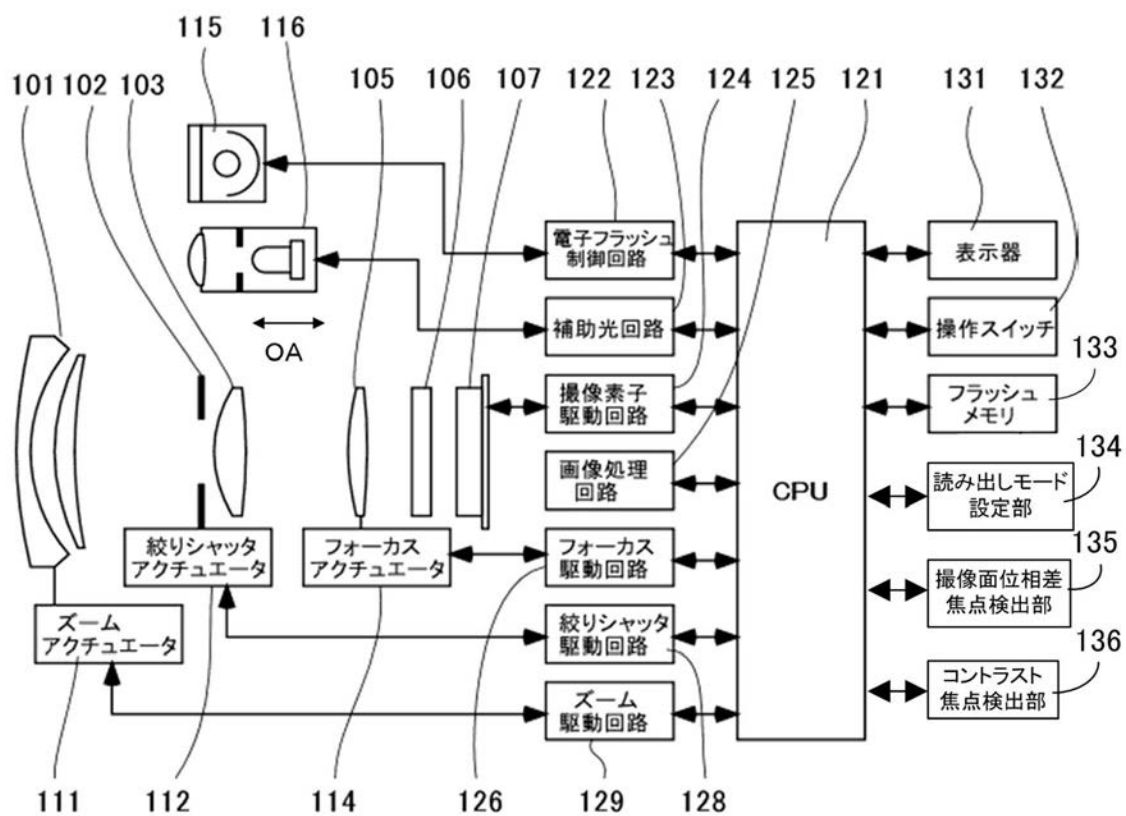 115
116
101
102
103
105
106
107
122
123
124
125
121
131
132
電子フラッシュ
制御回路
表示器
補助光回路
操作スイッチ
OA
133
撮像素子
駆動回路
フラッシュ
メモリ
134
画像処理
回路
CPU
読み出しモード
設定部
135
絞りシャッタ
アクチュエータ
フォーカス
アクチュエータ
フォーカス
駆動回路
撮像面位相差
焦点検出部
ズーム
アクチュエータ
絞りシャッタ
駆動回路
136
コントラスト
焦点検出部
ズーム
駆動回路
111
112
114
126
129
128